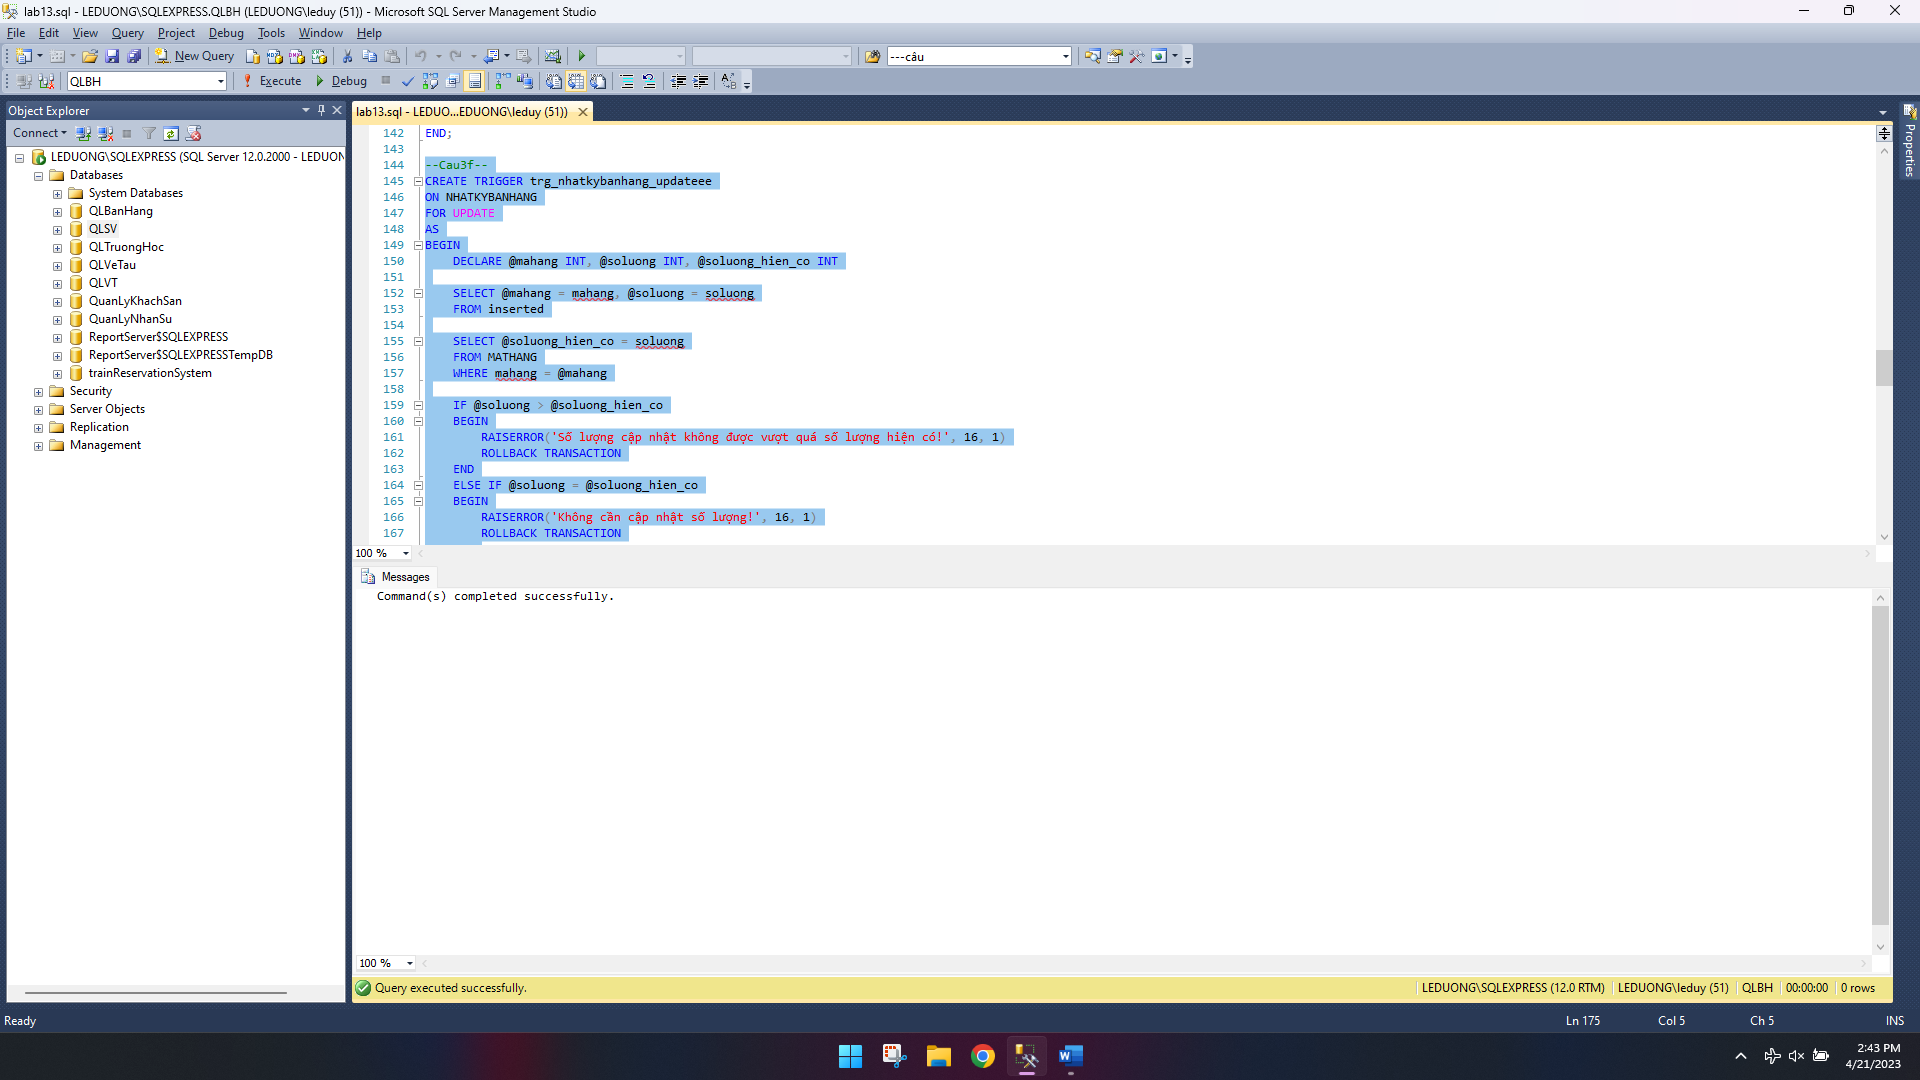 lab13.sql - LEDUONG\SQLEXPRESS.QLBH (LEDUONG\leduy (51)) - Microsoft SQL Server Management Studio
File Edit View Query Project Debug Tools Window Help
New Query ---câu
QLBH Execute Debug
Object Explorer
Connect
LEDUONG\SQLEXPRESS (SQL Server 12.0.2000 - LEDUON
Databases
System Databases
QLBanHang
QLSV
QLTruongHoc
QLVeTau
QLVT
QuanLyKhachSan
QuanLyNhanSu
ReportServer$SQLEXPRESS
ReportServer$SQLEXPRESSTempDB
trainReservationSystem
Security
Server Objects
Replication
Management
lab13.sql - LEDUO...EDUONG\leduy (51))
142 END;
143
144 --Cau3f--
145 CREATE TRIGGER trg_nhatkybanhang_updateee
146 ON NHATKYBANHANG
147 FOR UPDATE
148 AS
149 BEGIN
150 DECLARE @mahang INT, @soluong INT, @soluong_hien_co INT
151
152 SELECT @mahang = mahang, @soluong = soluong
153 FROM inserted
154
155 SELECT @soluong_hien_co = soluong
156 FROM MATHANG
157 WHERE mahang = @mahang
158
159 IF @soluong > @soluong_hien_co
160 BEGIN
161 RAISERROR('Số lượng cập nhật không được vượt quá số lượng hiện có!', 16, 1)
162 ROLLBACK TRANSACTION
163 END
164 ELSE IF @soluong = @soluong_hien_co
165 BEGIN
166 RAISERROR('Không cần cập nhật số lượng!', 16, 1)
167 ROLLBACK TRANSACTION
100 %
Messages
Command(s) completed successfully.
100 %
Query executed successfully. LEDUONG\SQLEXPRESS (12.0 RTM) LEDUONG\leduy (51) QLBH 00:00:00 0 rows
Properties
Ready Ln 175 Col 5 Ch 5 INS
2:43 PM
4/21/2023